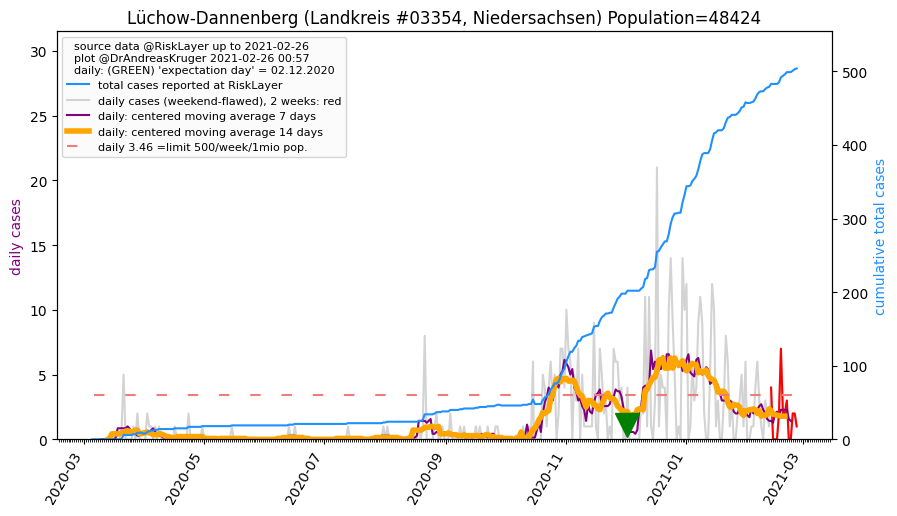 Lüchow-Dannenberg (Landkreis #03354, Niedersachsen) Population=48424
source data @RiskLayer up to 2021-02-26
plot @DrAndreasKruger 2021-02-26 00:57
daily: (GREEN) 'expectation day' = 02.12.2020
total cases reported at RiskLayer
daily cases (weekend-flawed), 2 weeks: red
daily: centered moving average 7 days
daily: centered moving average 14 days
daily 3.46 =limit 500/week/1mio pop.
daily cases
30
25
20
15
10
5
0
cumulative total cases
500
400
300
200
100
0
2020-03
2020-05
2020-07
2020-09
2020-11
2021-01
2021-03